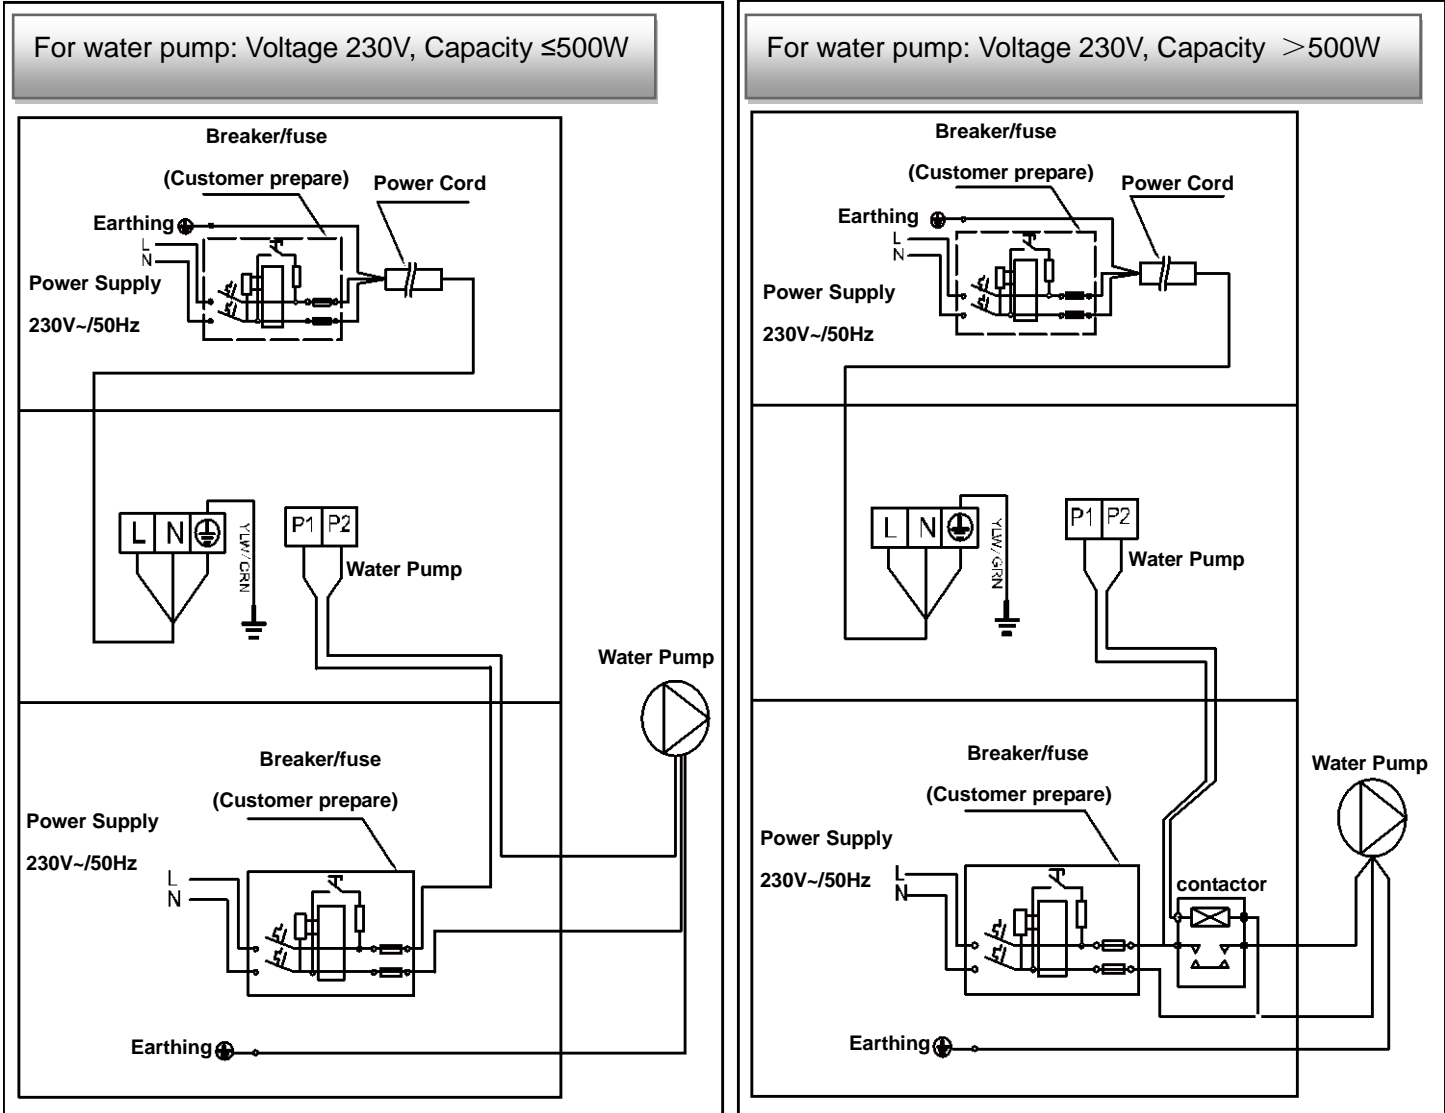 For water pump: Voltage 230V, Capacity ≤500W
Breaker/fuse
(Customer prepare)
Power Cord
Earthing
L
N
Power Supply
230V~/50Hz
L N
YLW/GRN
P1 P2
Water Pump
Water Pump
Breaker/fuse
(Customer prepare)
Power Supply
230V~/50Hz
L
N
Earthing
For water pump: Voltage 230V, Capacity ＞500W
Breaker/fuse
(Customer prepare)
Power Cord
Earthing
L
N
Power Supply
230V~/50Hz
L N
YLW/GRN
P1 P2
Water Pump
Water Pump
Breaker/fuse
(Customer prepare)
Power Supply
230V~/50Hz
L
N
contactor
Earthing